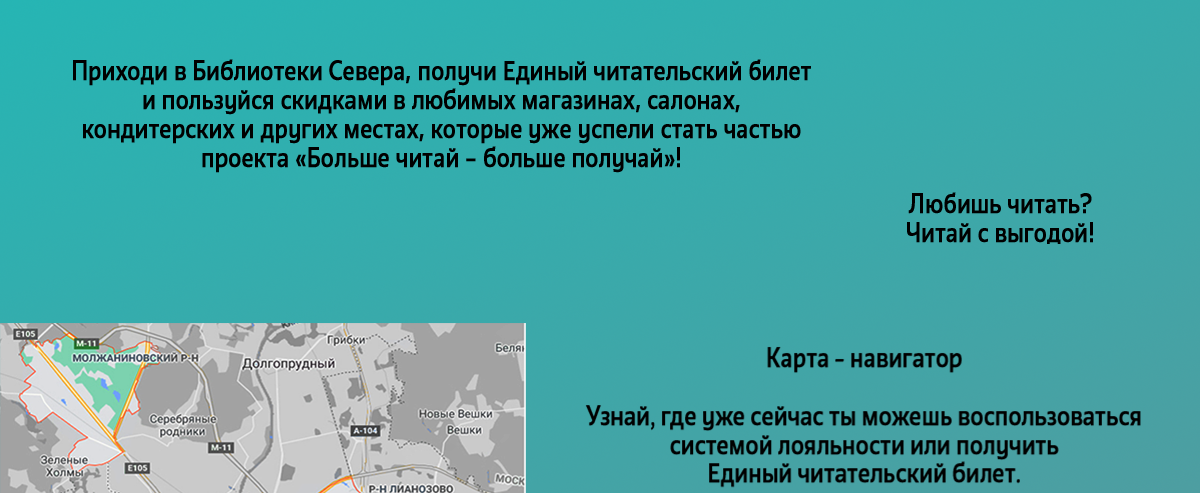 Приходи в Библиотеки Севера, получи Единый читательский билет
и пользуйся скидками в любимых магазинах, салонах,
кондитерских и других местах, которые уже успели стать частью
проекта «Больше читай – больше получай»!
Любишь читать?
Читай с выгодой!
Карта – навигатор
Узнай, где уже сейчас ты можешь воспользоваться
системой лояльности или получить
Единый читательский билет.
E105
М-11
МОЛЖАНИНОВСКИЙ Р-Н
Долгопрудный
Грибки
Серебряные
родники
А-104
Новые Вешки
Вешки
М-11
Зеленые
Холмы
E105
Р-Н ЛИАНОЗОВО